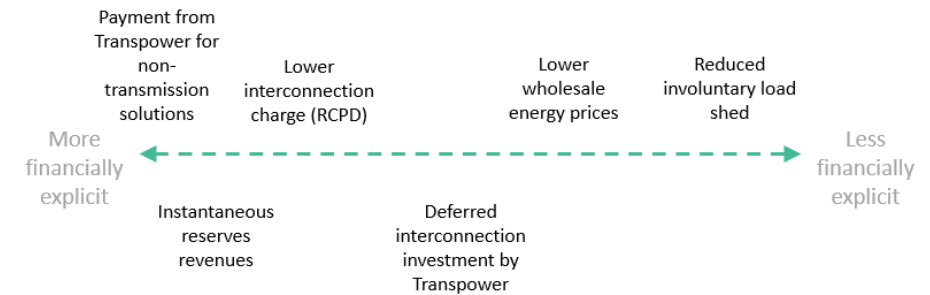 Payment from
Transpower for
non-
transmission
solutions
Lower
interconnection
charge (RCPD)
Lower
wholesale
energy prices
Reduced
involuntary load
shed
More
financially
explicit
Less
financially
explicit
Instantaneous
reserves
revenues
Deferred
interconnection
investment by
Transpower